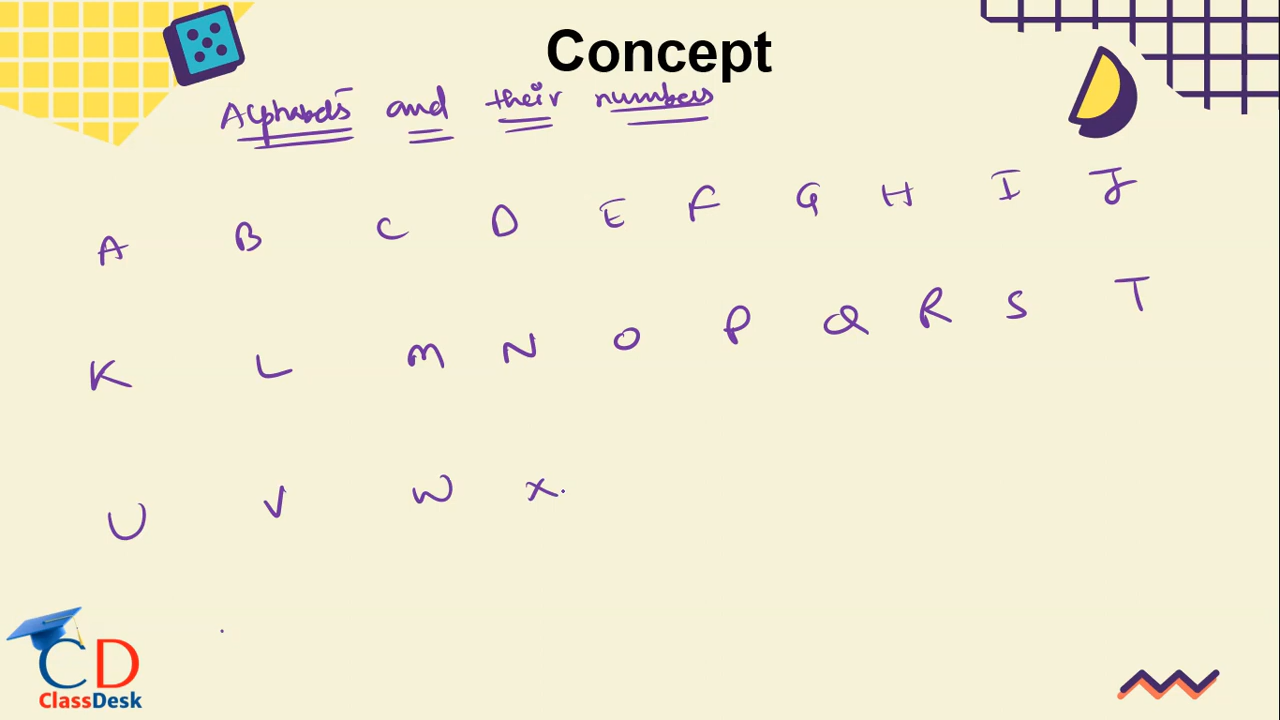 Concept
Alphabets and their numbers
A B C D E F G H I J
K L M N O P Q R S T
U V W X
CD
ClassDesk